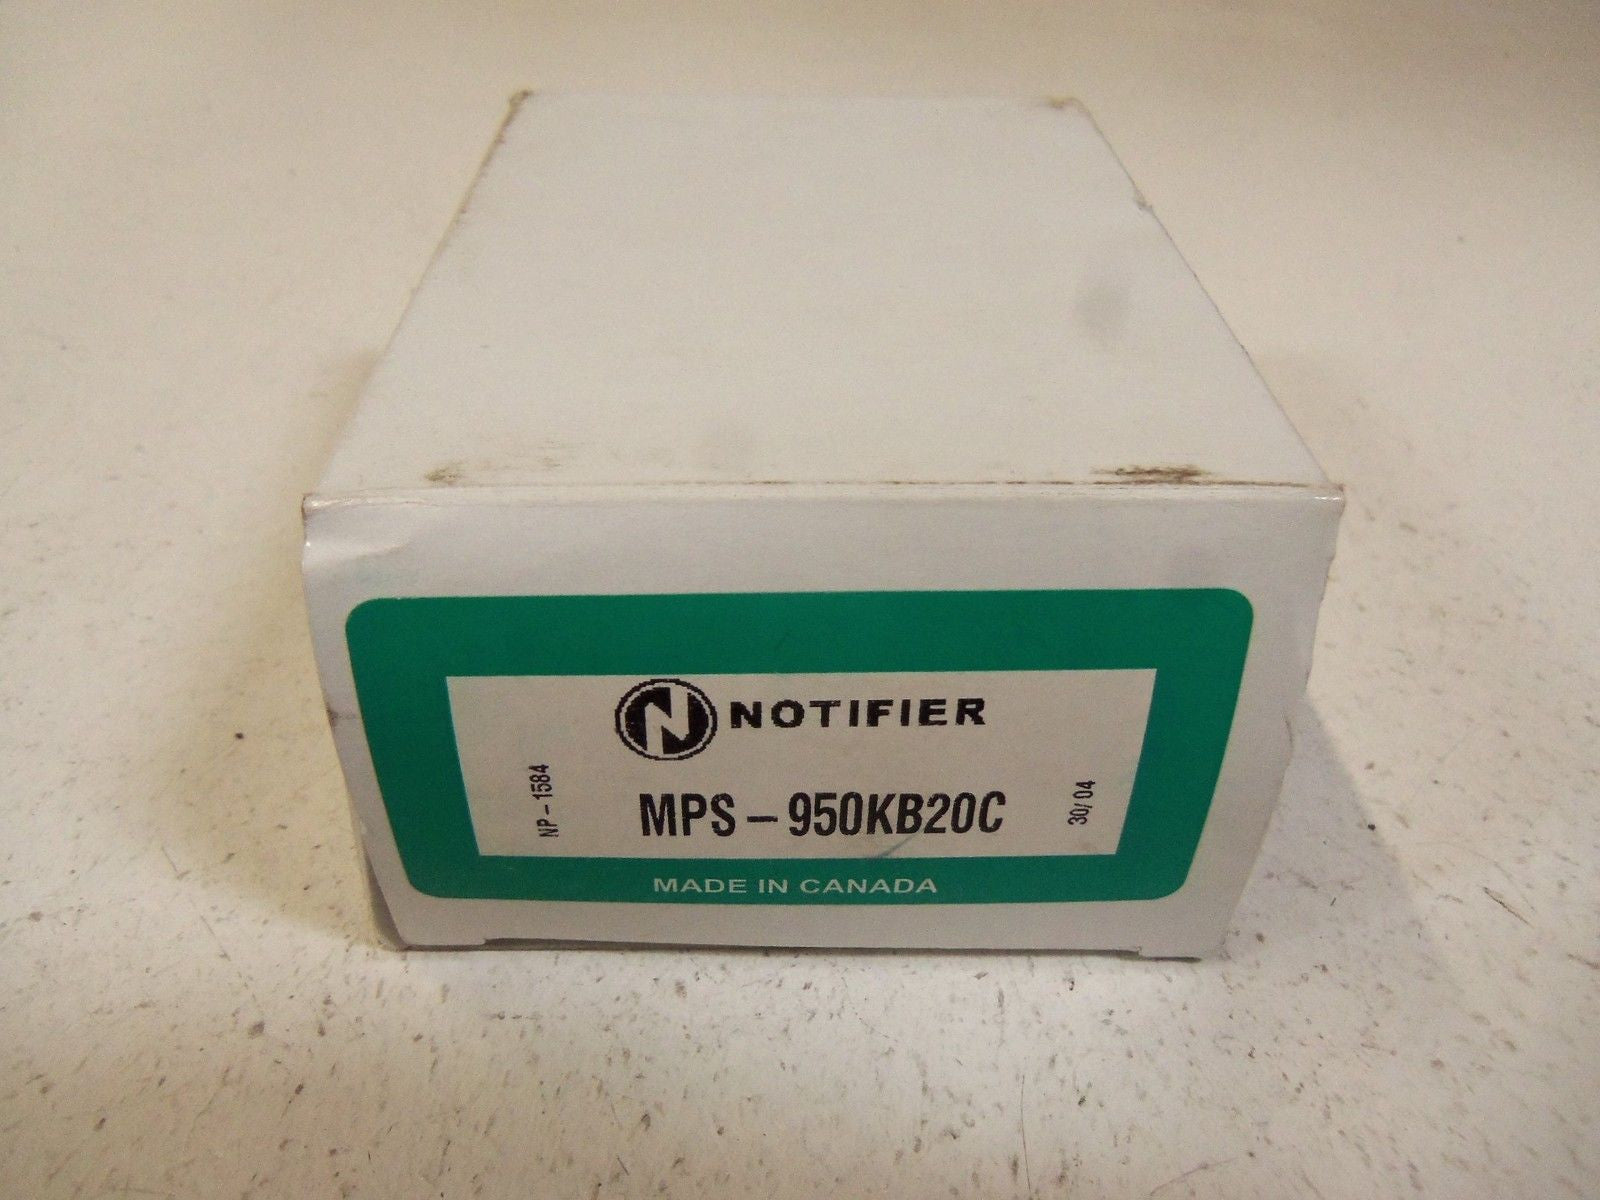 N NOTIFIER
NP-1584
MPS-950KB20C
30/04
MADE IN CANADA